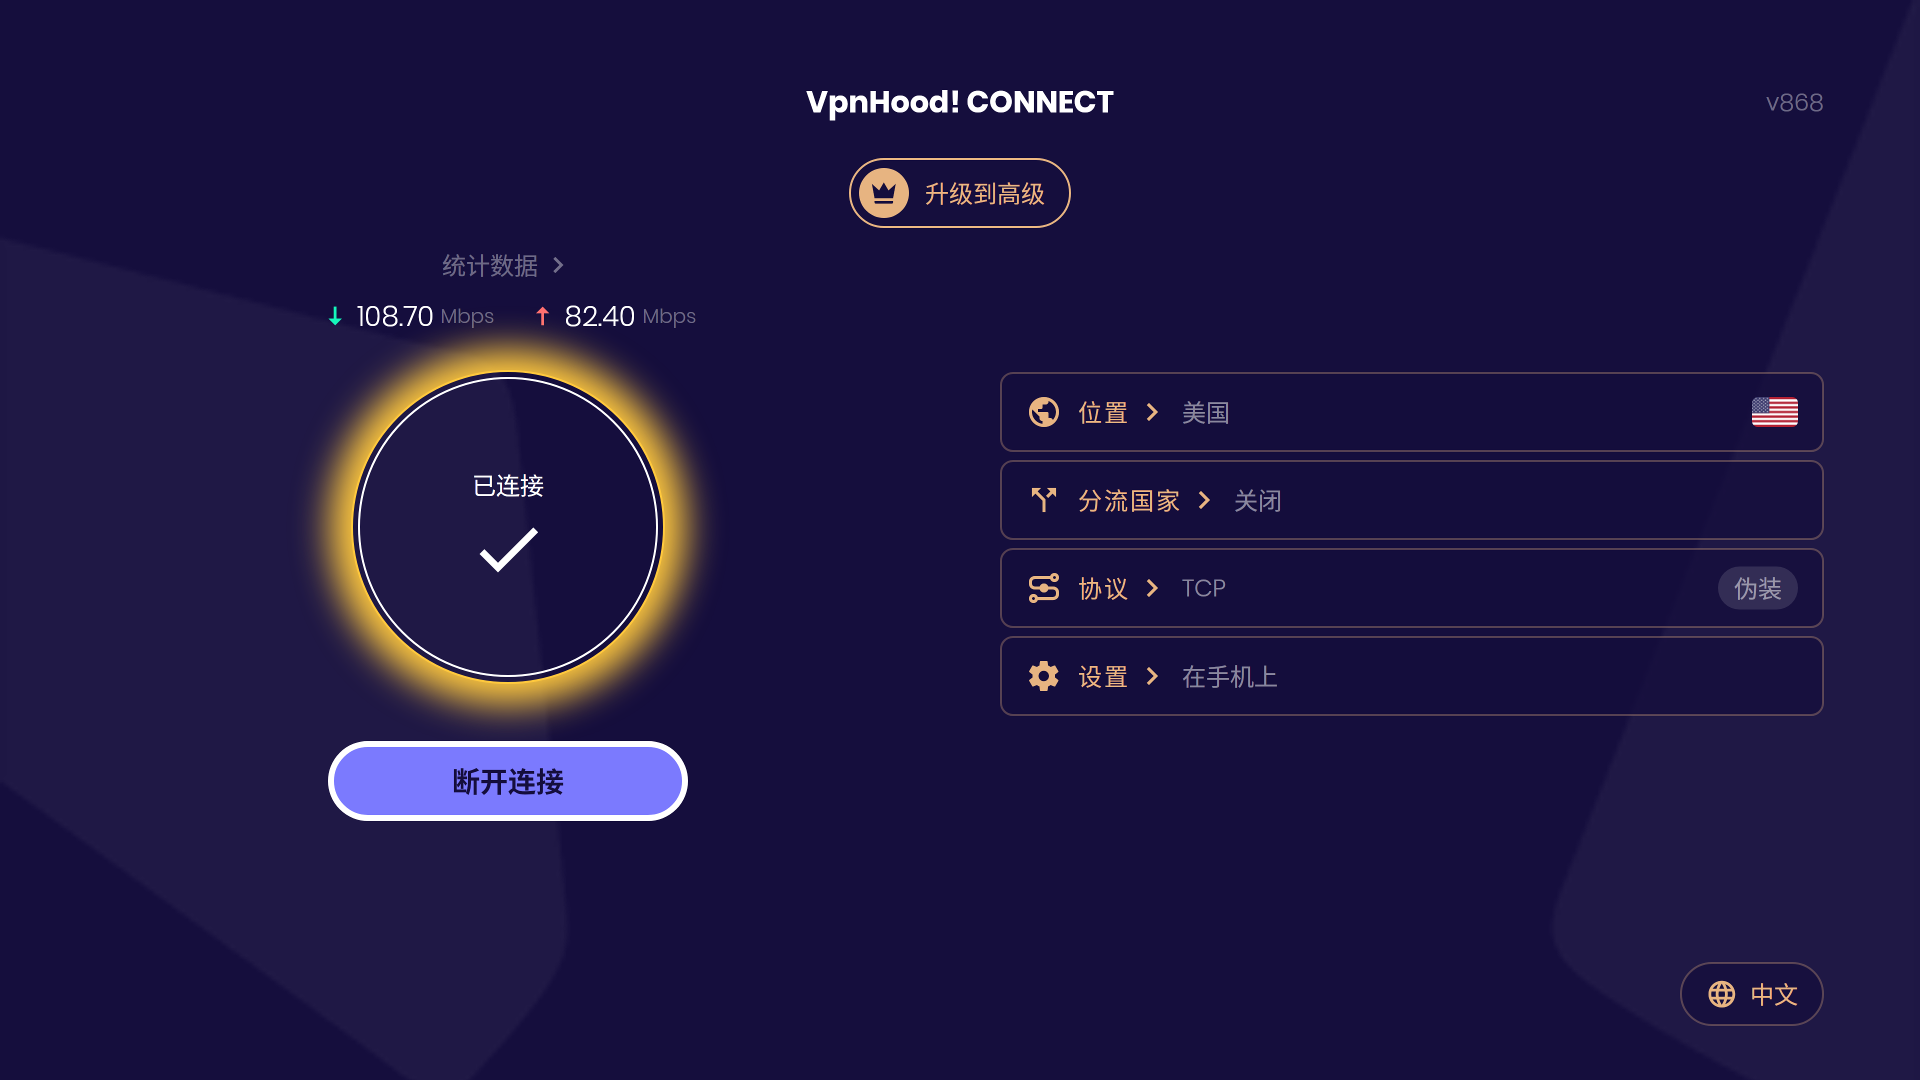 VpnHood! CONNECT
v868
升级到高级
统计数据
108.70 Mbps 82.40 Mbps
已连接
断开连接
位置 美国
分流国家 关闭
协议 TCP 伪装
设置 在手机上
中文